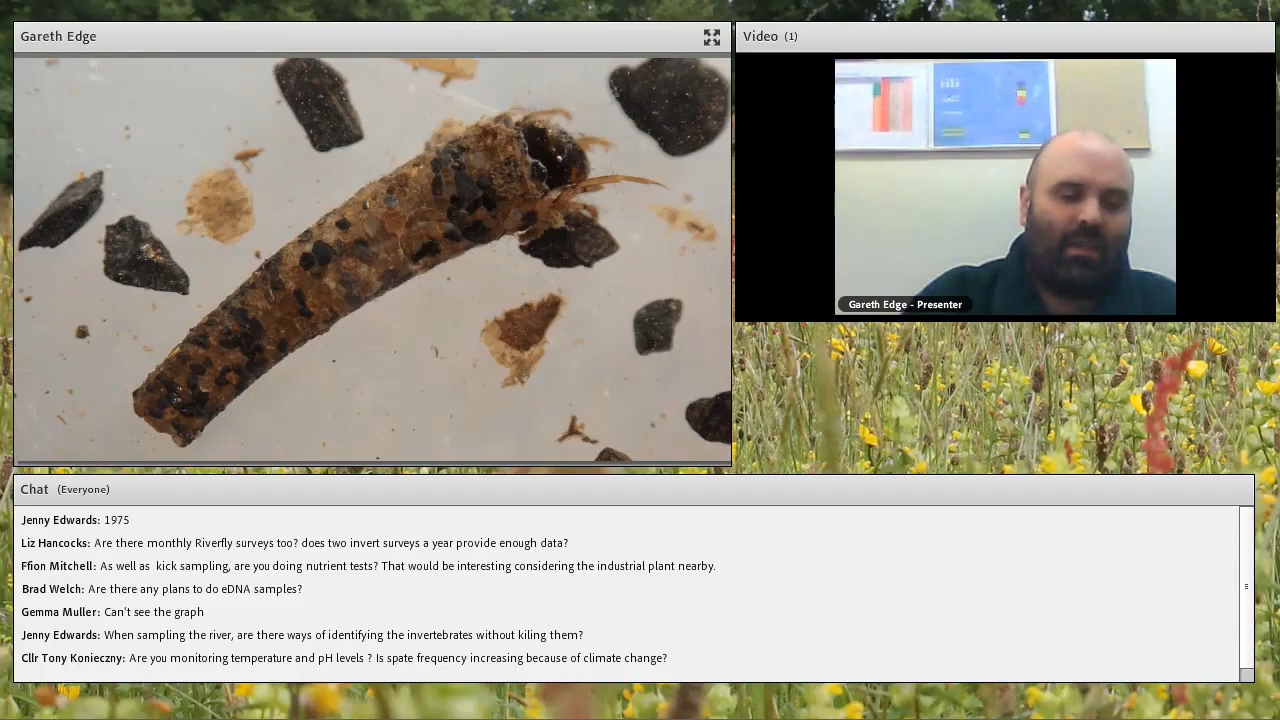 Gareth Edge
Video (1)
Gareth Edge - Presenter
Chat (Everyone)
Jenny Edwards: 1975
Liz Hancocks: Are there monthly Riverfly surveys too? does two invert surveys a year provide enough data?
Ffion Mitchell: As well as  kick sampling, are you doing nutrient tests? That would be interesting considering the industrial plant nearby.
Brad Welch: Are there any plans to do eDNA samples?
Gemma Muller: Can't see the graph
Jenny Edwards: When sampling the river, are there ways of identifying the invertebrates without kiling them?
Cllr Tony Konieczny: Are you monitoring temperature and pH levels ? Is spate frequency increasing because of climate change?